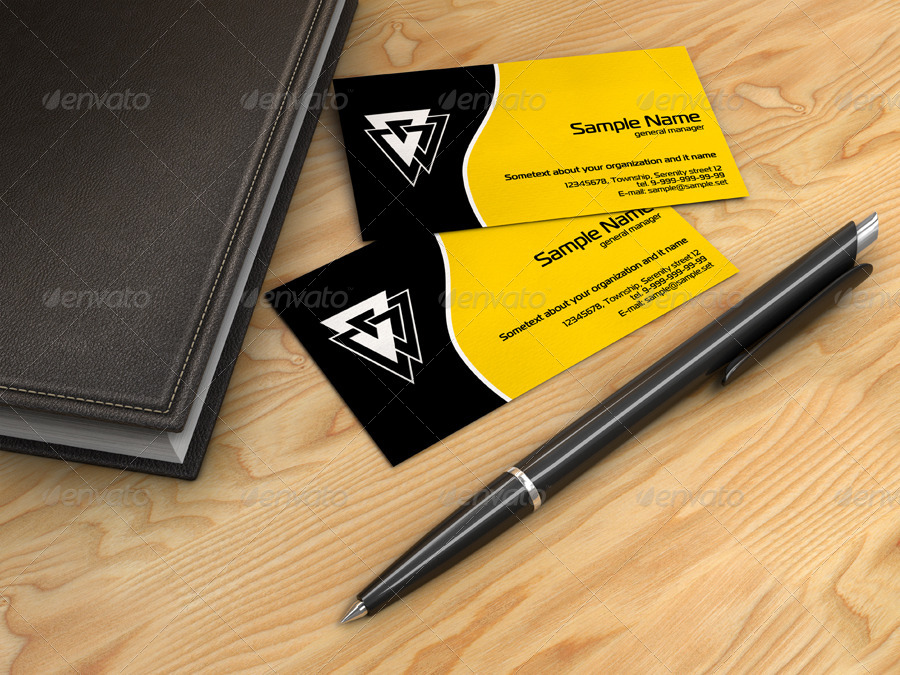 Sample Name
general manager
Sometext about your organization and it name
12345678, Township, Serenity street 12
tel. 9-999-999-99-99
E-mail: sample@sample.set
Sample Name
general manager
Sometext about your organization and it name
12345678, Township, Serenity street 12
tel. 9-999-999-99-99
E-mail: sample@sample.set
envato envato envato envato envato
envato envato envato envato envato
envato envato envato envato envato